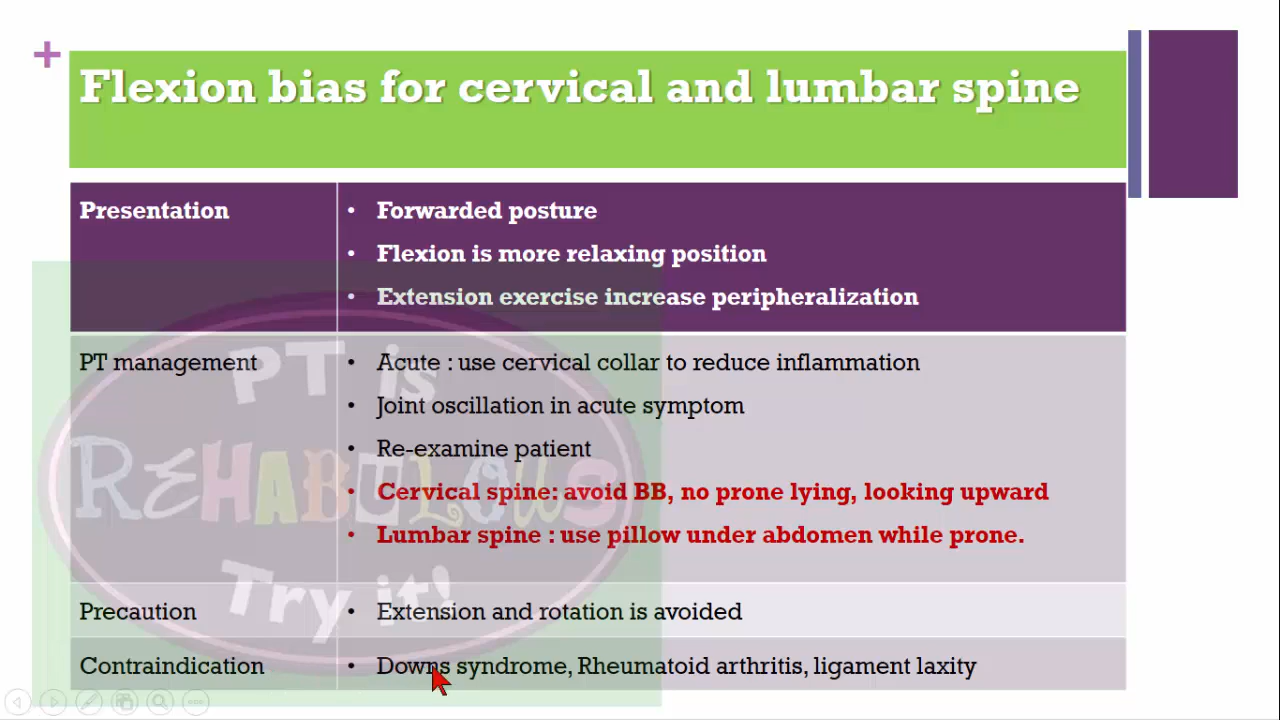 +
Flexion bias for cervical and lumbar spine
Presentation
• Forwarded posture
• Flexion is more relaxing position
• Extension exercise increase peripheralization
PT management
• Acute : use cervical collar to reduce inflammation
• Joint oscillation in acute symptom
• Re-examine patient
• Cervical spine: avoid BB, no prone lying, looking upward
• Lumbar spine : use pillow under abdomen while prone.
Precaution
• Extension and rotation is avoided
Contraindication
• Downs syndrome, Rheumatoid arthritis, ligament laxity
PT is
REHABULOUS
Try it!